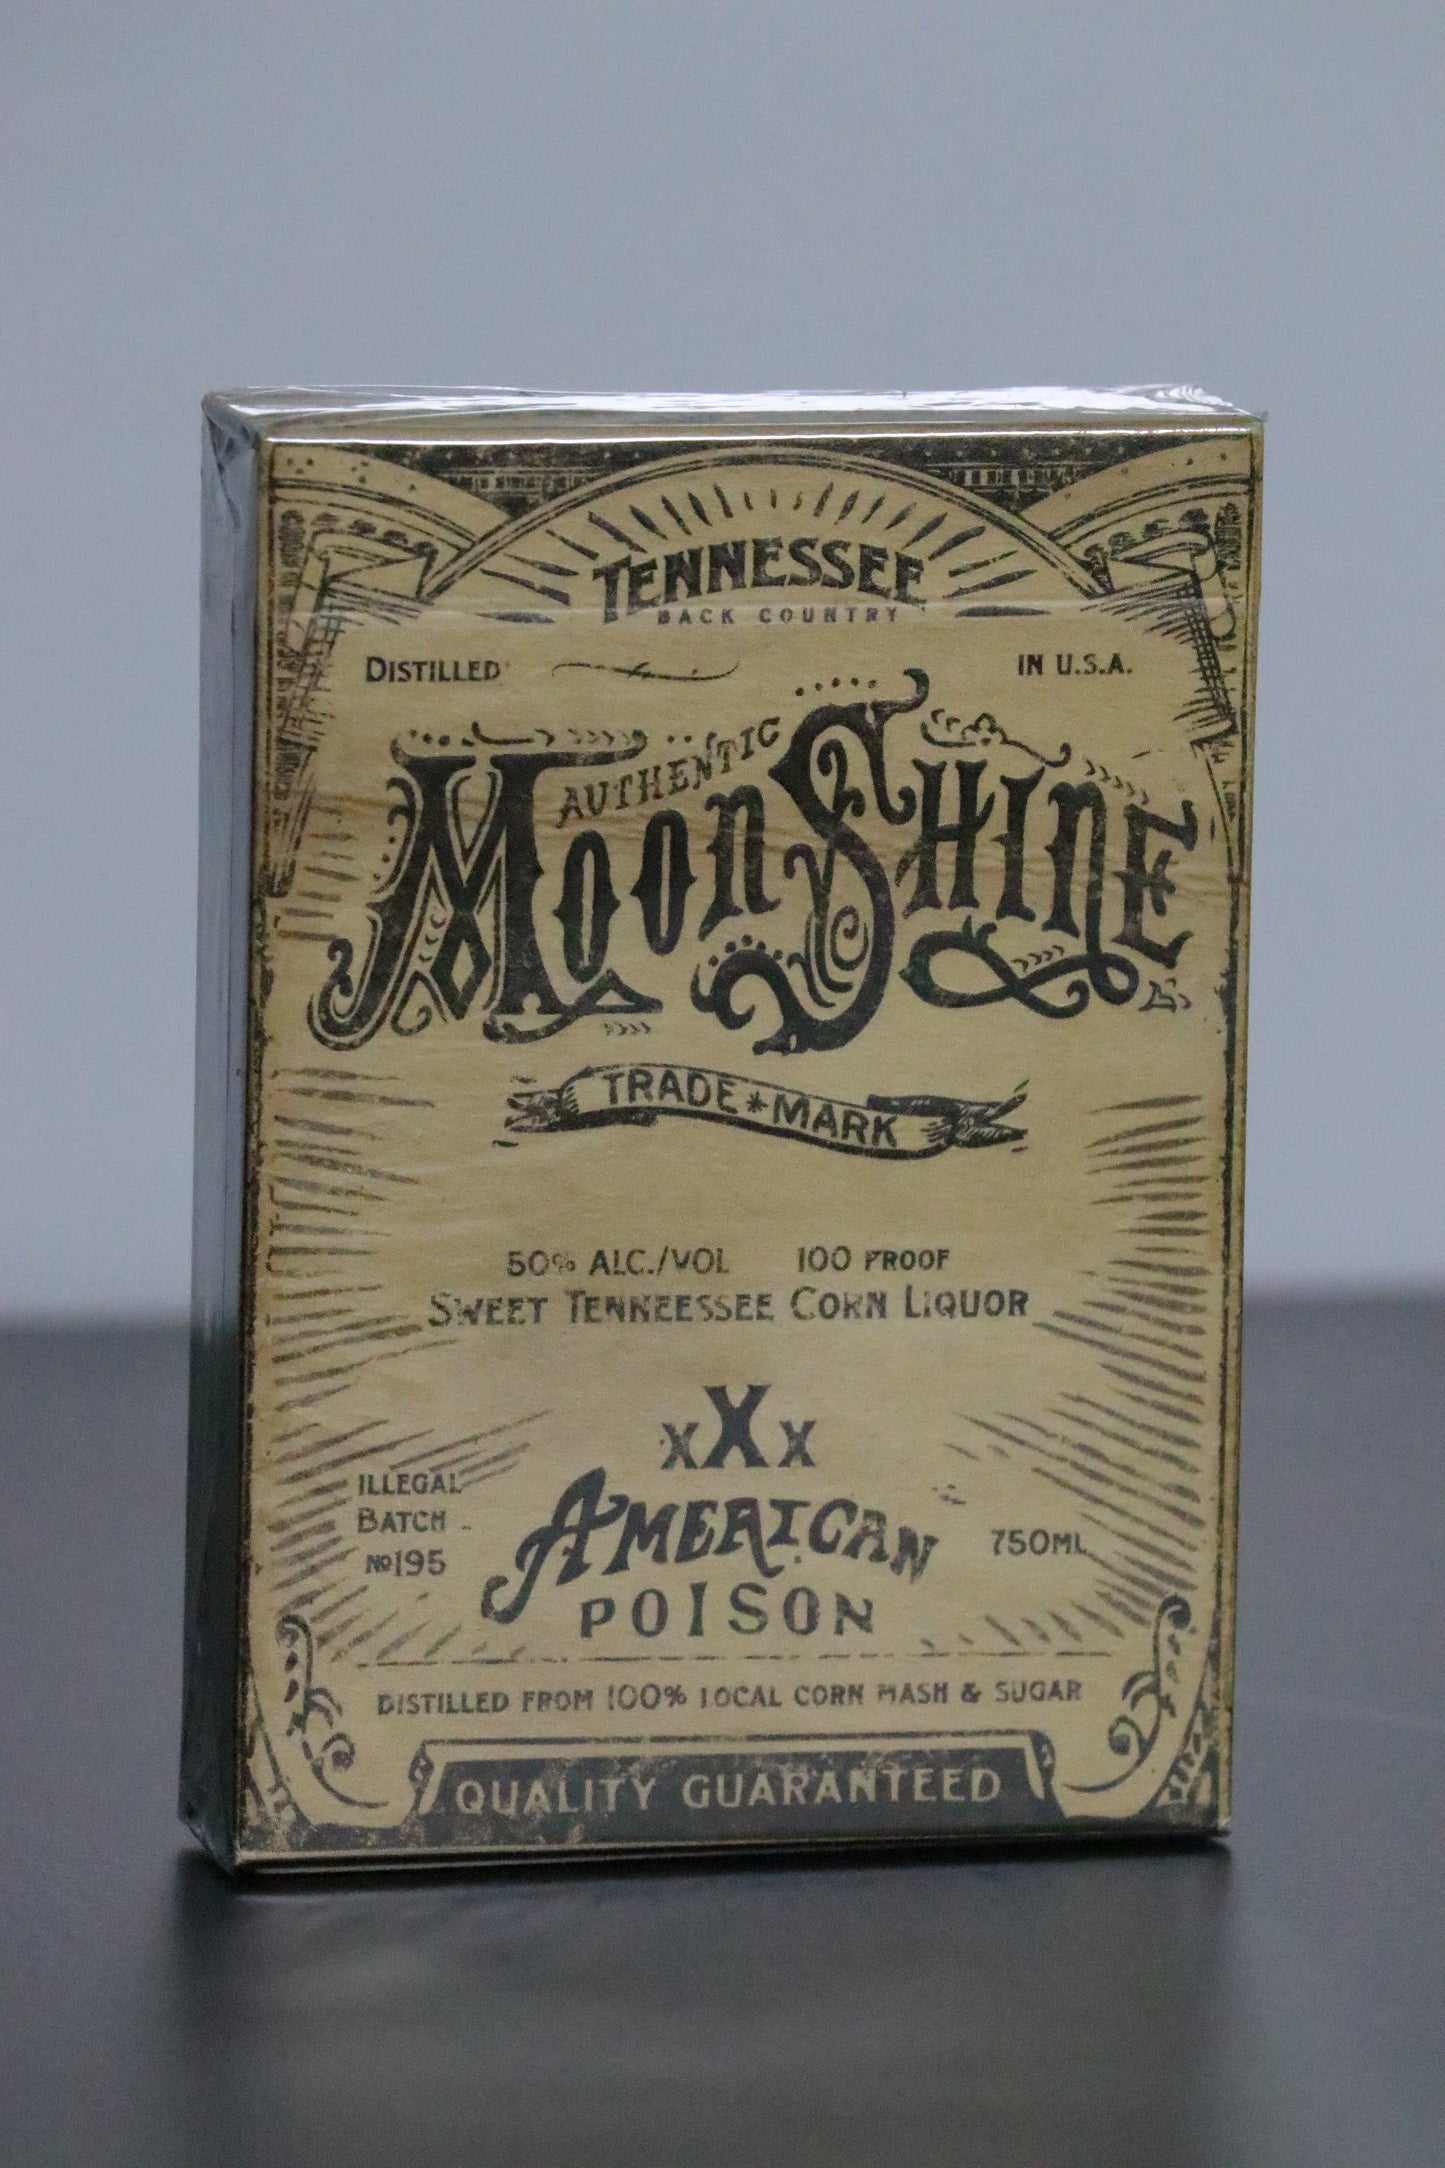 TENNESSEE
BACK COUNTRY
DISTILLED
IN U.S.A.
AUTHENTIC
MOONSHINE
TRADE*MARK
50% ALC./VOL 100 PROOF
SWEET TENNEESSEE CORN LIQUOR
XXX
ILLEGAL
BATCH
No195
AMERICAN
POISON
750ML
DISTILLED FROM 100% LOCAL CORN MASH & SUGAR
QUALITY GUARANTEED